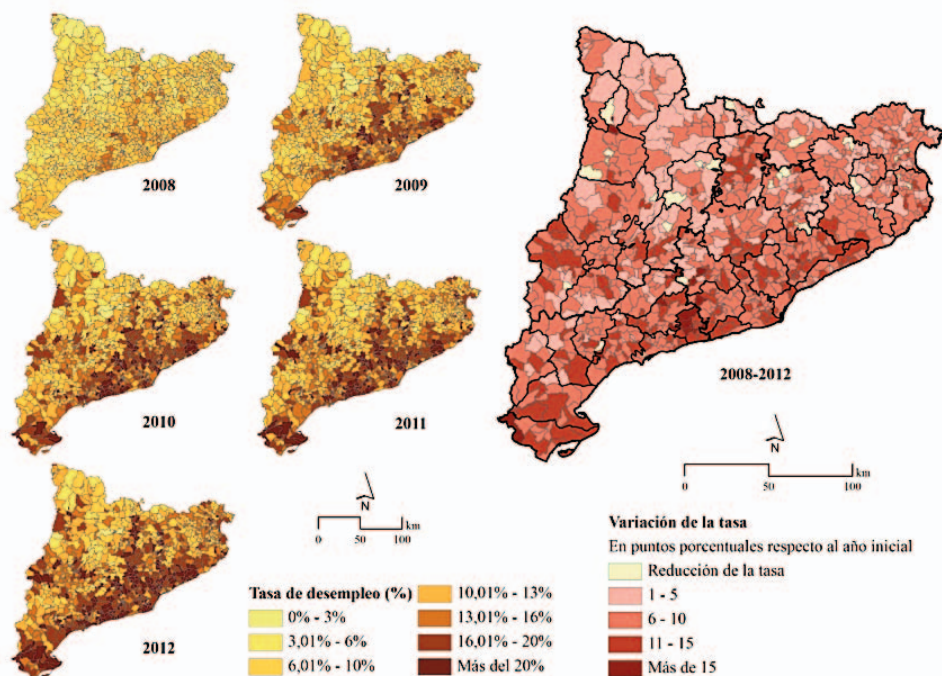 2008
2009
2010
2011
2012
N
0 50 100
km
Tasa de desempleo (%)
0% - 3%
3,01% - 6%
6,01% - 10%
10,01% - 13%
13,01% - 16%
16,01% - 20%
Más del 20%
2008-2012
N
0 50 100
km
Variación de la tasa
En puntos porcentuales respecto al año inicial
Reducción de la tasa
1 - 5
6 - 10
11 - 15
Más de 15